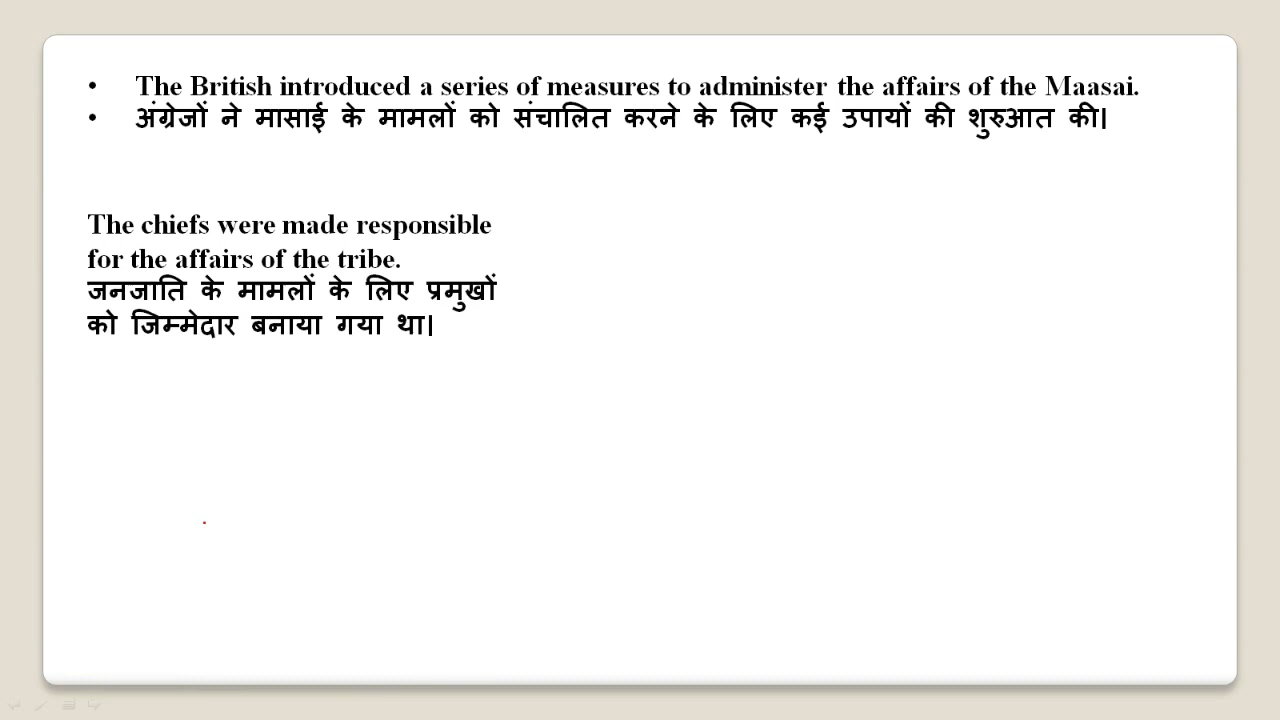 • The British introduced a series of measures to administer the affairs of the Maasai.
• अंग्रेजों ने मासाई के मामलों को संचालित करने के लिए कई उपायों की शुरुआत की।
The chiefs were made responsible
for the affairs of the tribe.
जनजाति के मामलों के लिए प्रमुखों
को जिम्मेदार बनाया गया था।